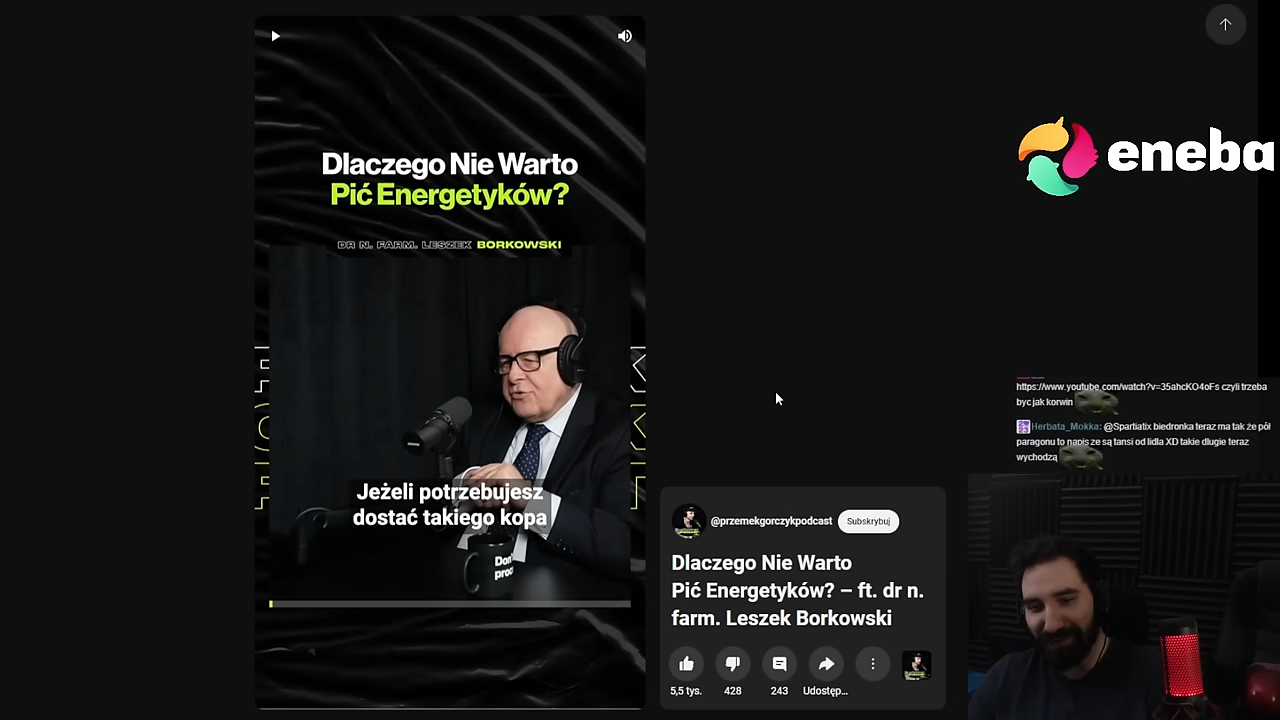 Dlaczego Nie Warto
Pić Energetyków?
DR N. FARM. LESZEK BORKOWSKI
Jeżeli potrzebujesz
dostać takiego kopa
Don't
@przemekgorczykpodcast
Subskrybuj
Dlaczego Nie Warto
Pić Energetyków? – ft. dr n.
farm. Leszek Borkowski
5,5 tys.
428
243
Udostęp...
eneba
https://www.youtube.com/watch?v=35ahcKO4oFs czyli trzeba
byc jak korwin
Herbata_Mokka: @Spartiatix biedronka teraz ma tak że pół
paragonu to napis ze są tansi od lidla XD takie dlugie teraz
wychodzą